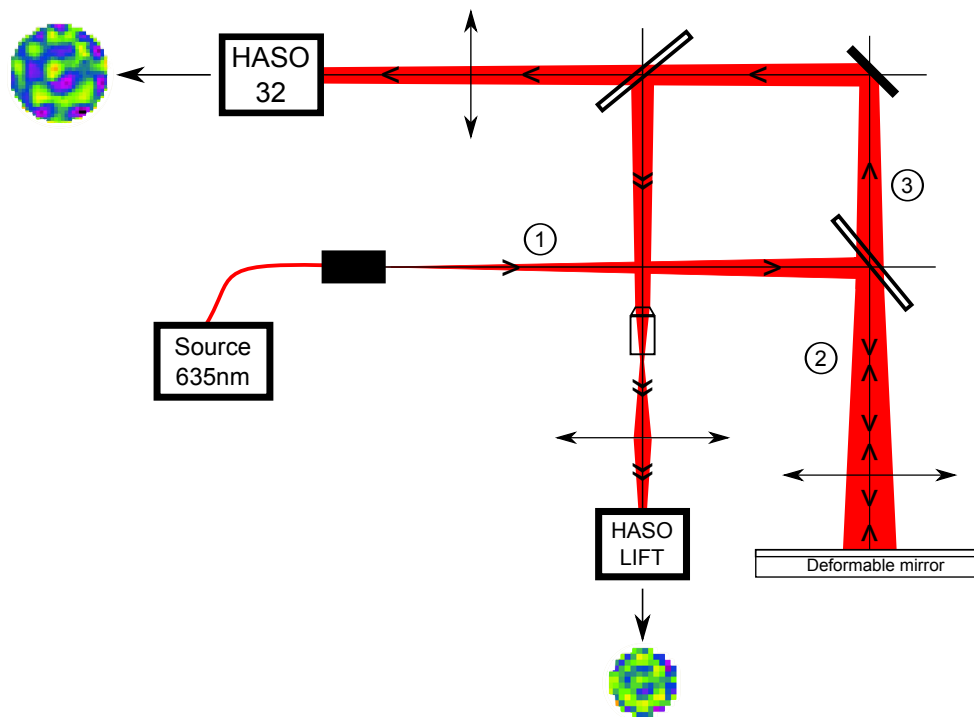 HASO
32
3
1
Source
635nm
2
HASO
LIFT
Deformable mirror